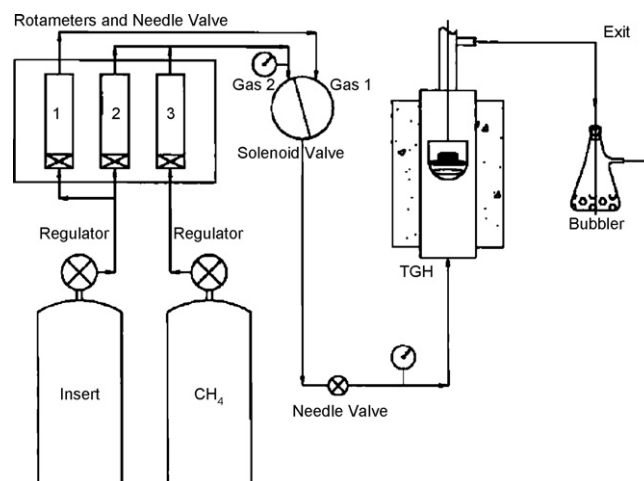 Rotameters and Needle Valve
Exit
Gas 2
Gas 1
1
2
3
Solenoid Valve
Bubbler
Regulator
Regulator
TGH
Insert
CH₄
Needle Valve